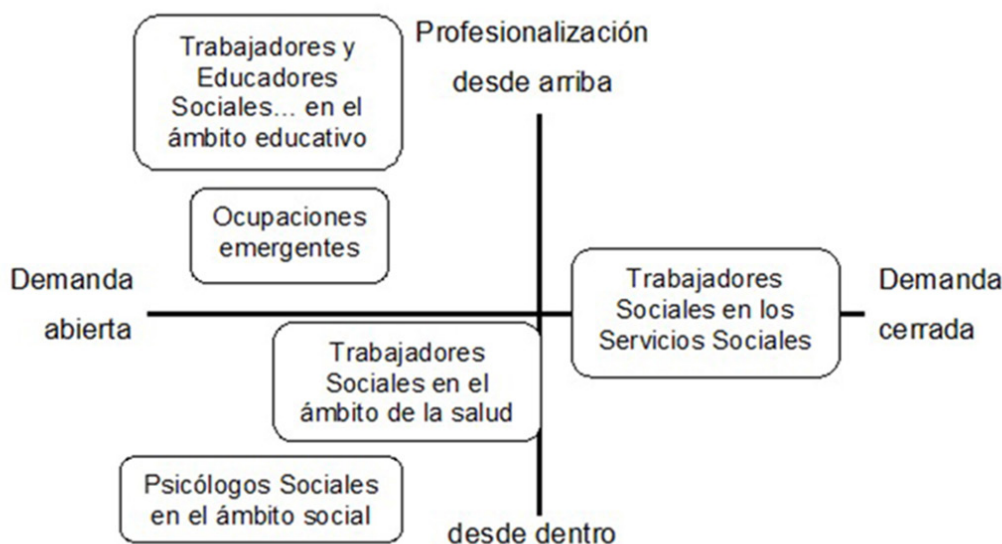 Trabajadores y
Educadores
Sociales... en el
ámbito educativo
Profesionalización
desde arriba
Ocupaciones
emergentes
Demanda
abierta
Trabajadores
Sociales en los
Servicios Sociales
Demanda
cerrada
Trabajadores
Sociales en el
ámbito de la salud
Psicólogos Sociales
en el ámbito social
desde dentro